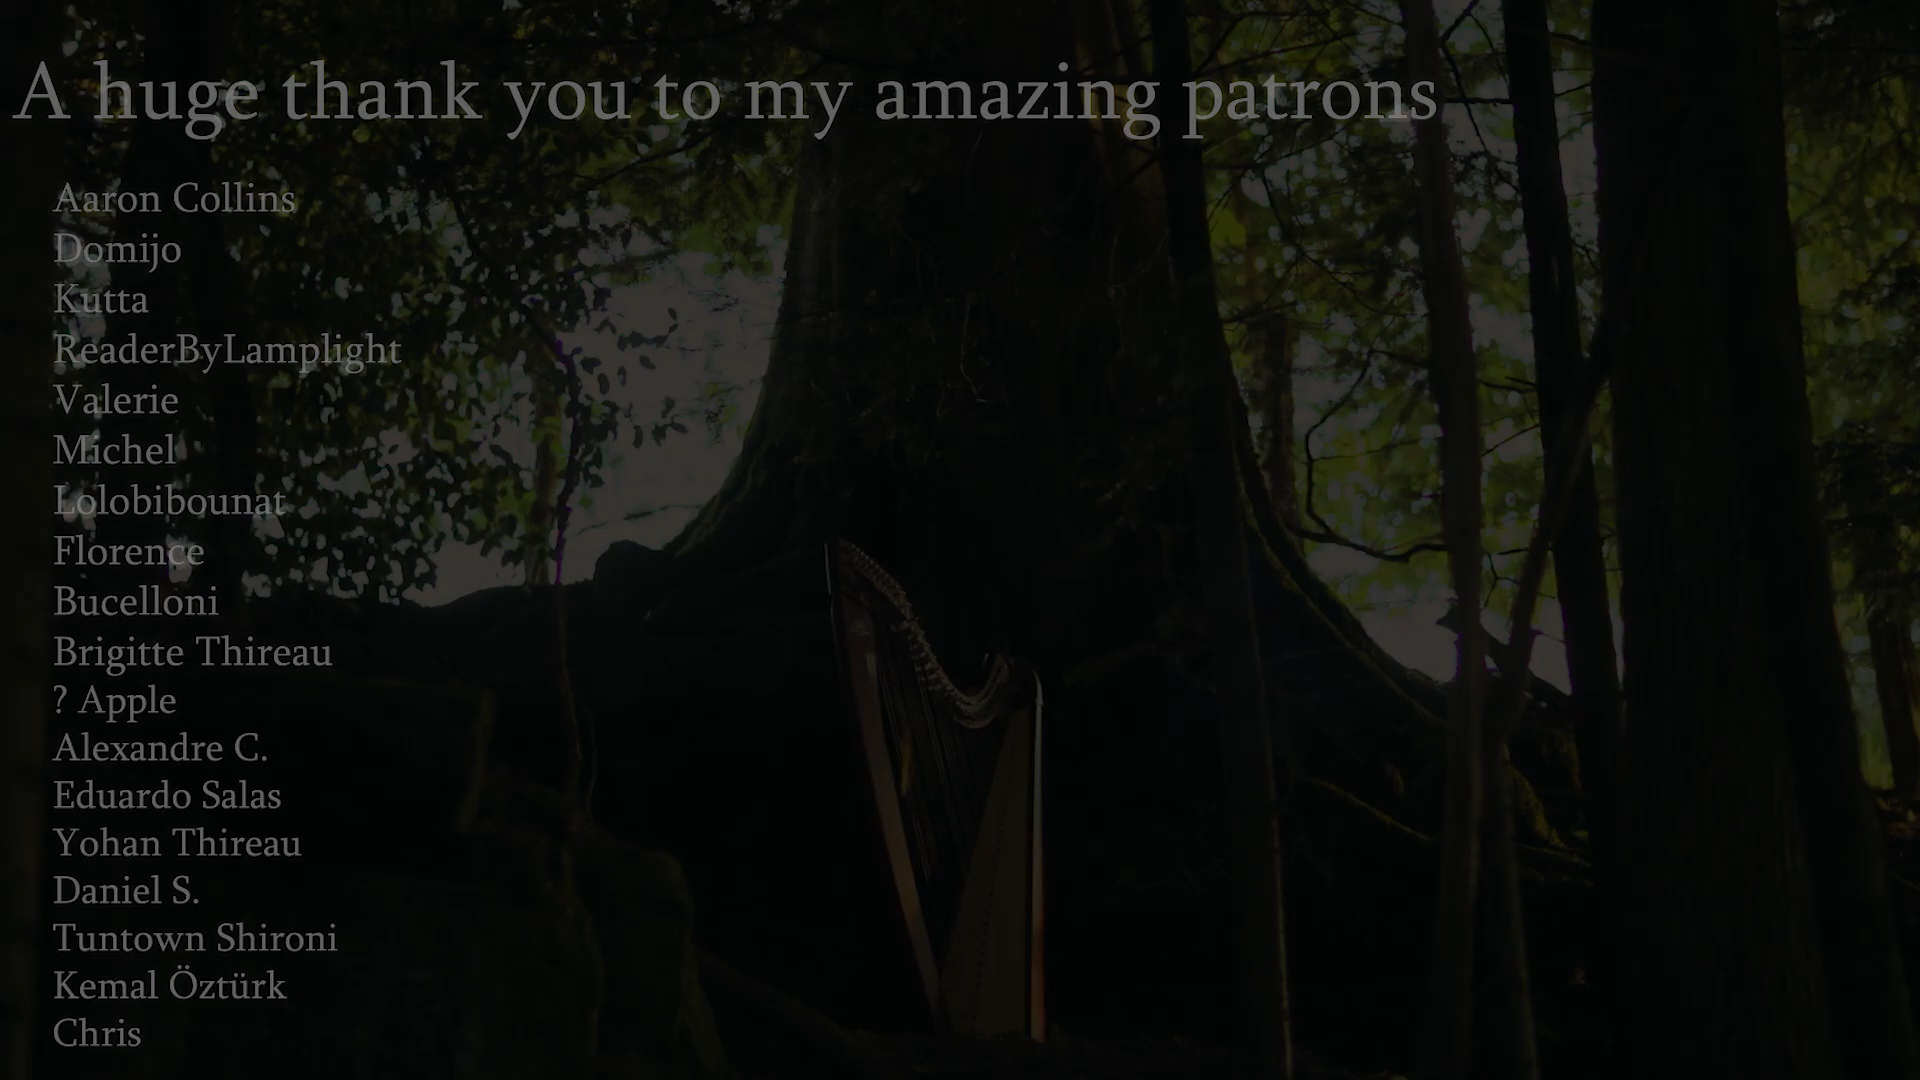 A huge thank you to my amazing patrons
Aaron Collins
Domijo
Kutta
ReaderByLamplight
Valerie
Michel
Lolobibounat
Florence
Bucelloni
Brigitte Thireau
? Apple
Alexandre C.
Eduardo Salas
Yohan Thireau
Daniel S.
Tuntown Shironi
Kemal Öztürk
Chris